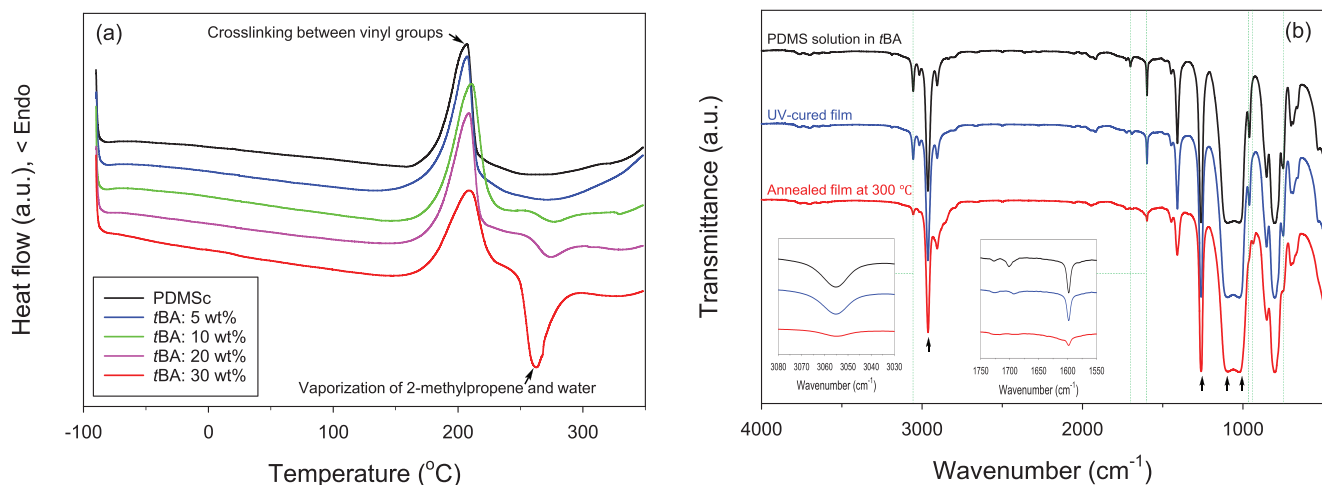 (a)
Crosslinking between vinyl groups
Heat flow (a.u.), < Endo
PDMSc
tBA: 5 wt%
tBA: 10 wt%
tBA: 20 wt%
tBA: 30 wt%
Vaporization of 2-methylpropene and water
-100 0 100 200 300
Temperature (°C)
(b)
PDMS solution in tBA
UV-cured film
Annealed film at 300 ℃
Transmittance (a.u.)
3080 3070 3060 3050 3040 3030
Wavenumber (cm⁻¹)
1750 1700 1650 1600 1550
Wavenumber (cm⁻¹)
4000 3000 2000 1000
Wavenumber (cm⁻¹)